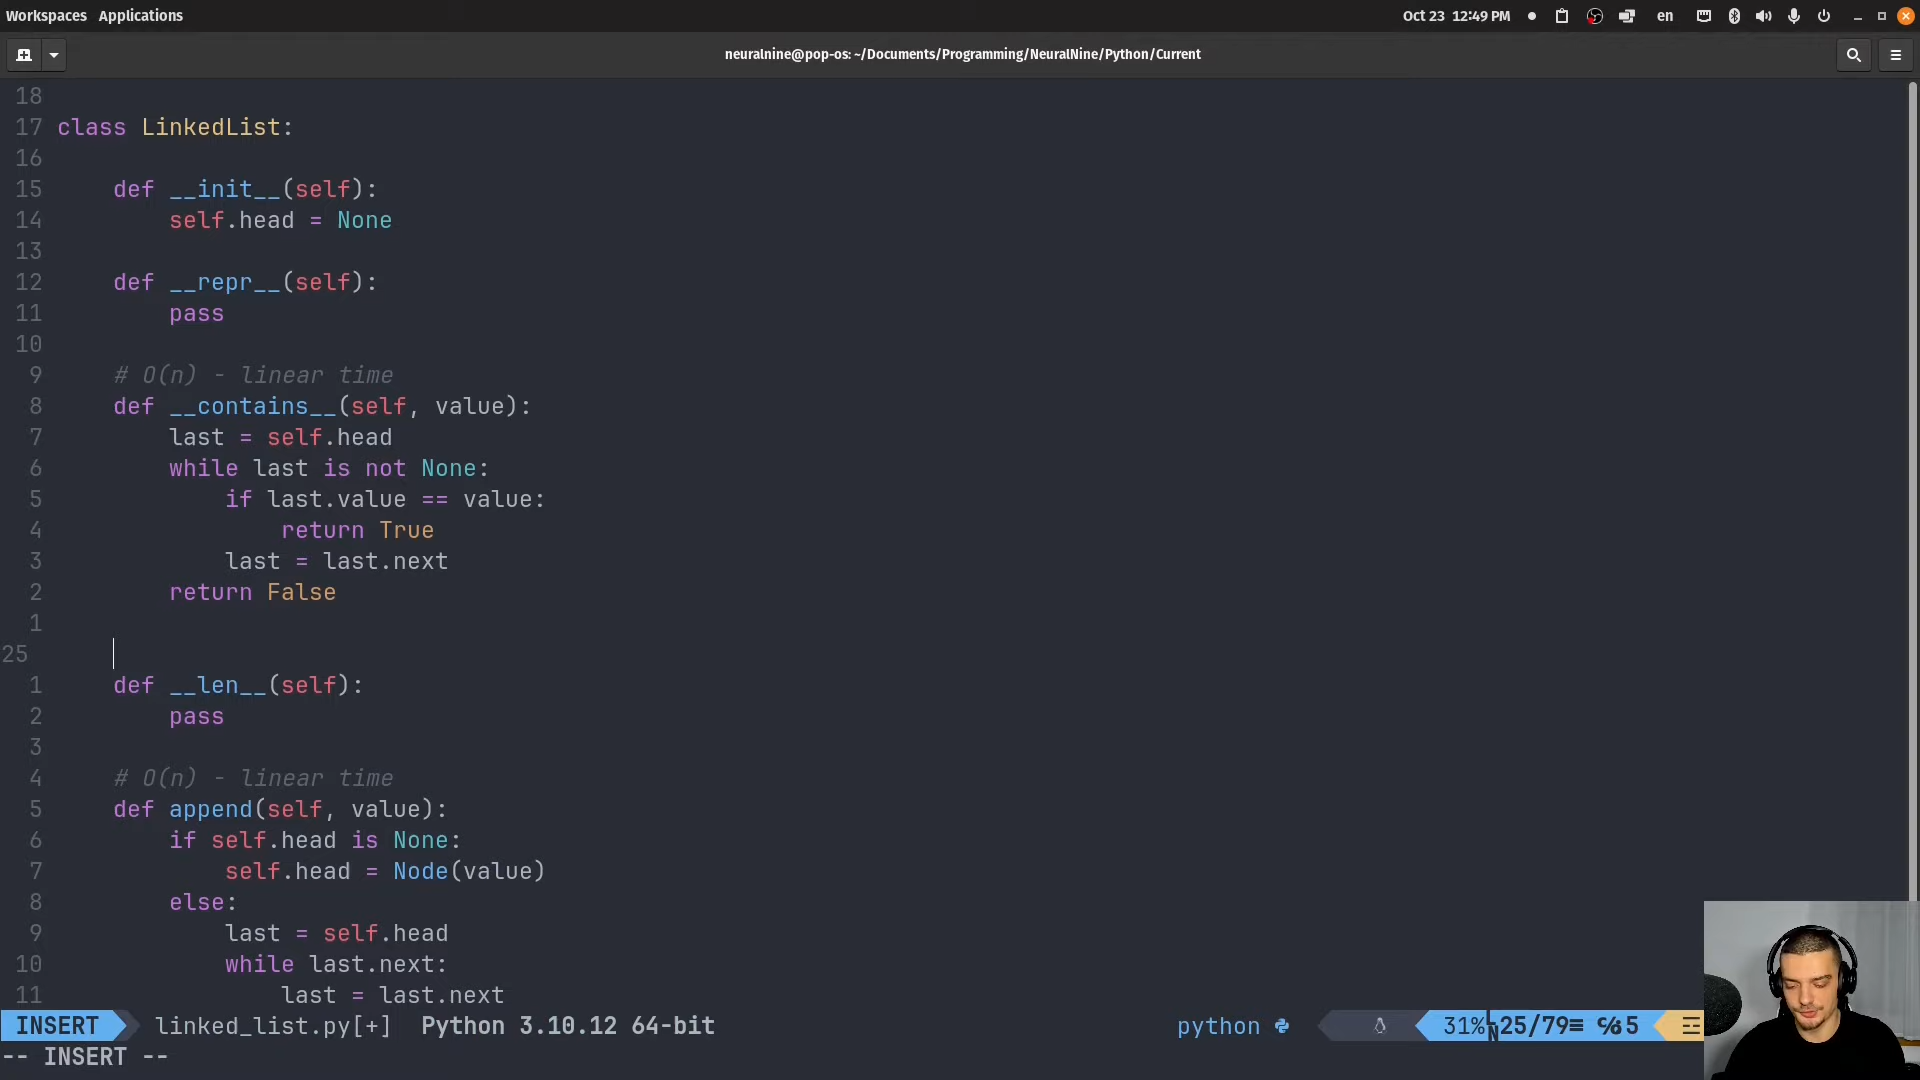 Workspaces Applications Oct 23 12:49 PM en
neuralnine@pop-os: ~/Documents/Programming/NeuralNine/Python/Current
18
17 class LinkedList:
16
15 def __init__(self):
14 self.head = None
13
12 def __repr__(self):
11 pass
10
9 # O(n) - linear time
8 def __contains__(self, value):
7 last = self.head
6 while last is not None:
5 if last.value == value:
4 return True
3 last = last.next
2 return False
1
25
1 def __len__(self):
2 pass
3
4 # O(n) - linear time
5 def append(self, value):
6 if self.head is None:
7 self.head = Node(value)
8 else:
9 last = self.head
10 while last.next:
11 last = last.next
INSERT linked_list.py[+] Python 3.10.12 64-bit python 31% 25/79 5
-- INSERT --